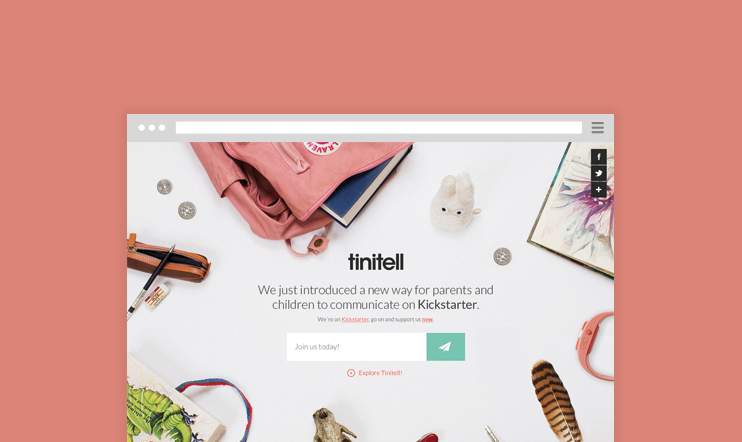 tinitell
We just introduced a new way for parents and
children to communicate on Kickstarter.
We're on Kickstarter, go on and support us now.
Join us today!
Explore Tinitell!